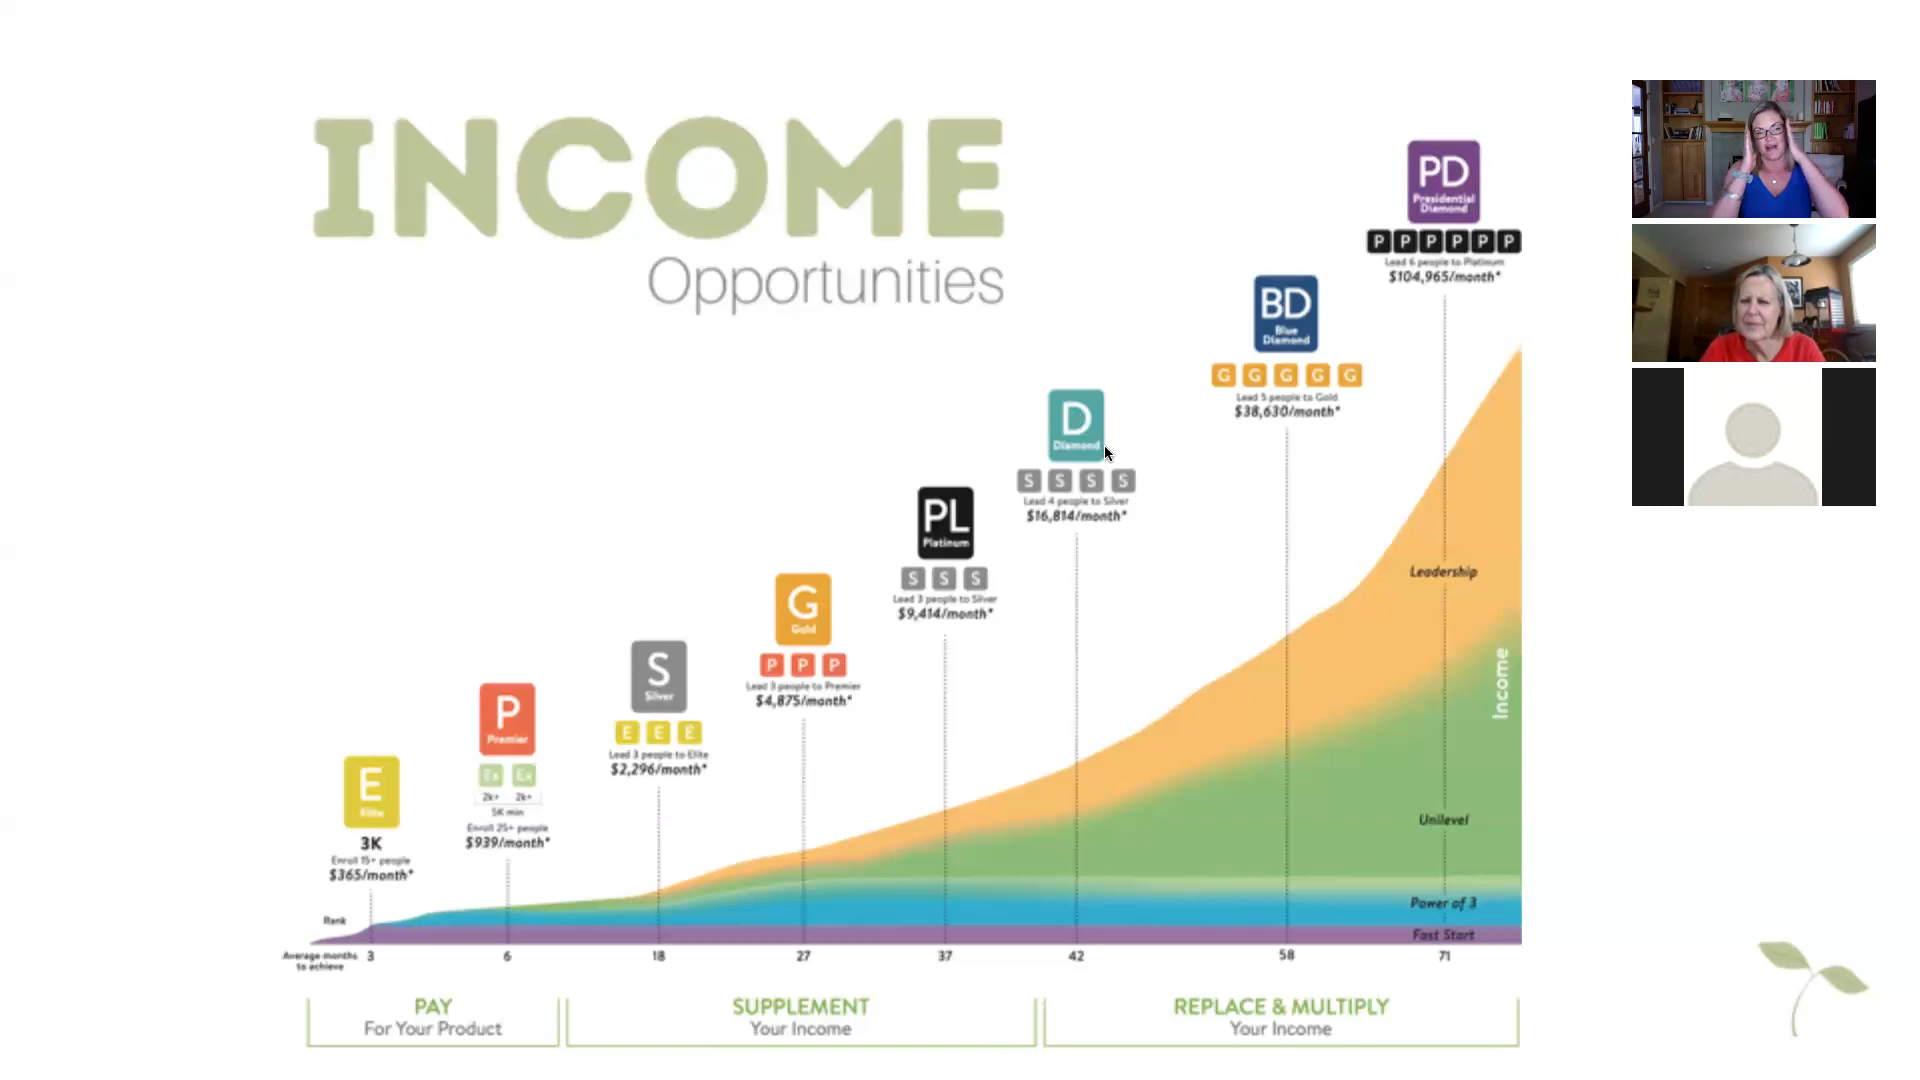 INCOME
Opportunities
PD
Presidential
Diamond
P P P P P P
Lead 6 people to Platinum
$104,965/month*
BD
Blue
Diamond
G G G G G
Lead 5 people to Gold
$38,630/month*
D
Diamond
S S S S
Lead 4 people to Silver
$16,814/month*
PL
Platinum
S S S
Lead 3 people to Silver
$9,414/month*
G
Gold
P P P
Lead 3 people to Premier
$4,875/month*
S
Silver
E E E
Lead 3 people to Elite
$2,296/month*
P
Premier
Ex Ex
2k+ 2k+
5K min
Enroll 25+ people
$939/month*
E
Elite
3K
Enroll 15+ people
$365/month*
Leadership
Income
Unilevel
Power of 3
Fast Start
Rank
Average months
to achieve
3 6 18 27 37 42 58 71
PAY
For Your Product
SUPPLEMENT
Your Income
REPLACE & MULTIPLY
Your Income